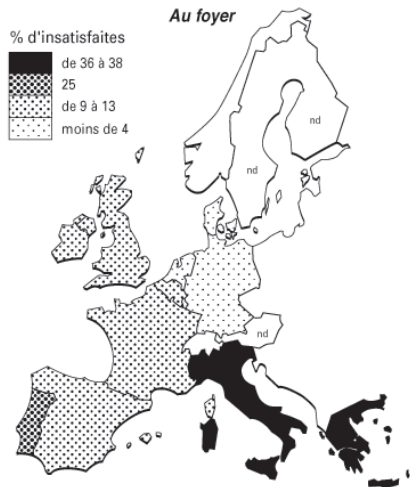 Au foyer
% d'insatisfaites
de 36 à 38
25
de 9 à 13
moins de 4
nd
nd
nd